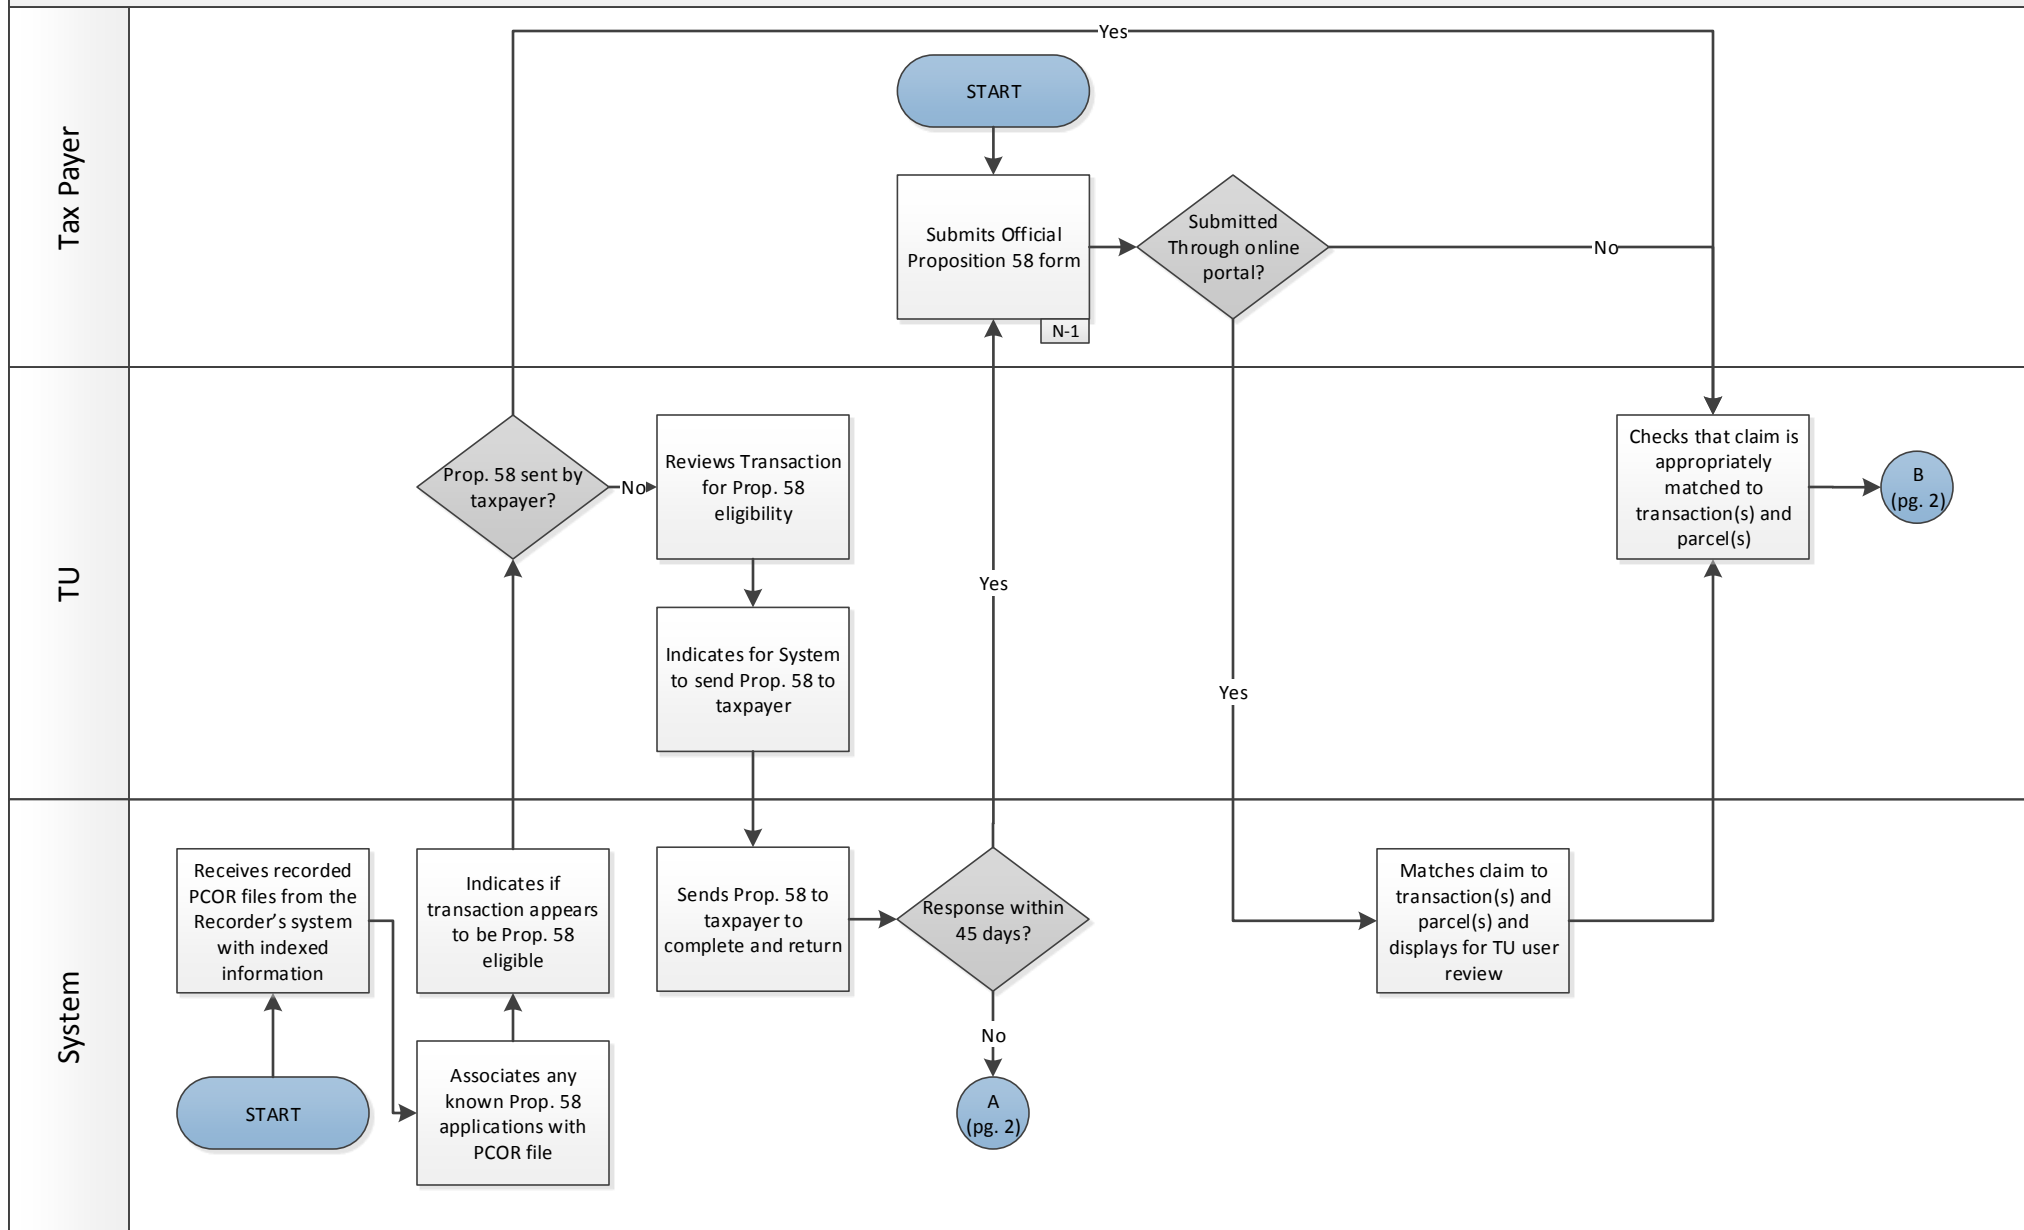 Tax Payer
Yes
START
Submits Official
Proposition 58 form
N-1
Submitted
Through online
portal?
No
TU
Prop. 58 sent by
taxpayer?
No
Reviews Transaction
for Prop. 58
eligibility
Indicates for System
to send Prop. 58 to
taxpayer
Yes
Yes
Checks that claim is
appropriately
matched to
transaction(s) and
parcel(s)
B
(pg. 2)
System
Receives recorded
PCOR files from the
Recorder’s system
with indexed
information
START
Indicates if
transaction appears
to be Prop. 58
eligible
Associates any
known Prop. 58
applications with
PCOR file
Sends Prop. 58 to
taxpayer to
complete and return
Response within
45 days?
No
A
(pg. 2)
Matches claim to
transaction(s) and
parcel(s) and
displays for TU user
review